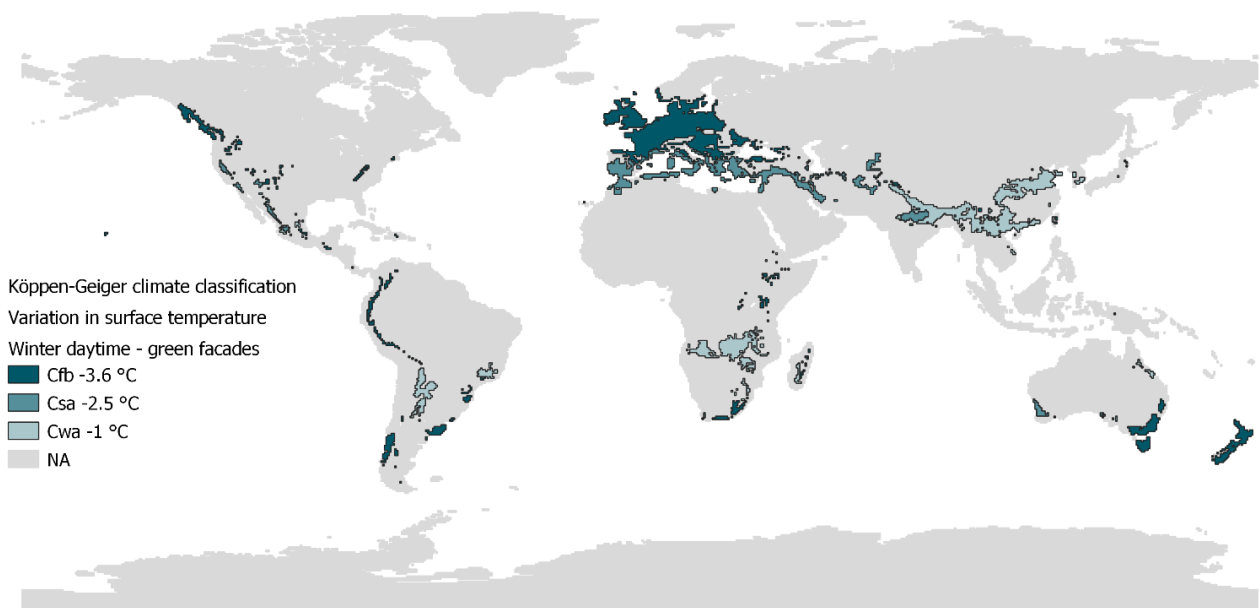 Köppen-Geiger climate classification
Variation in surface temperature
Winter daytime - green facades
Cfb -3.6 °C
Csa -2.5 °C
Cwa -1 °C
NA